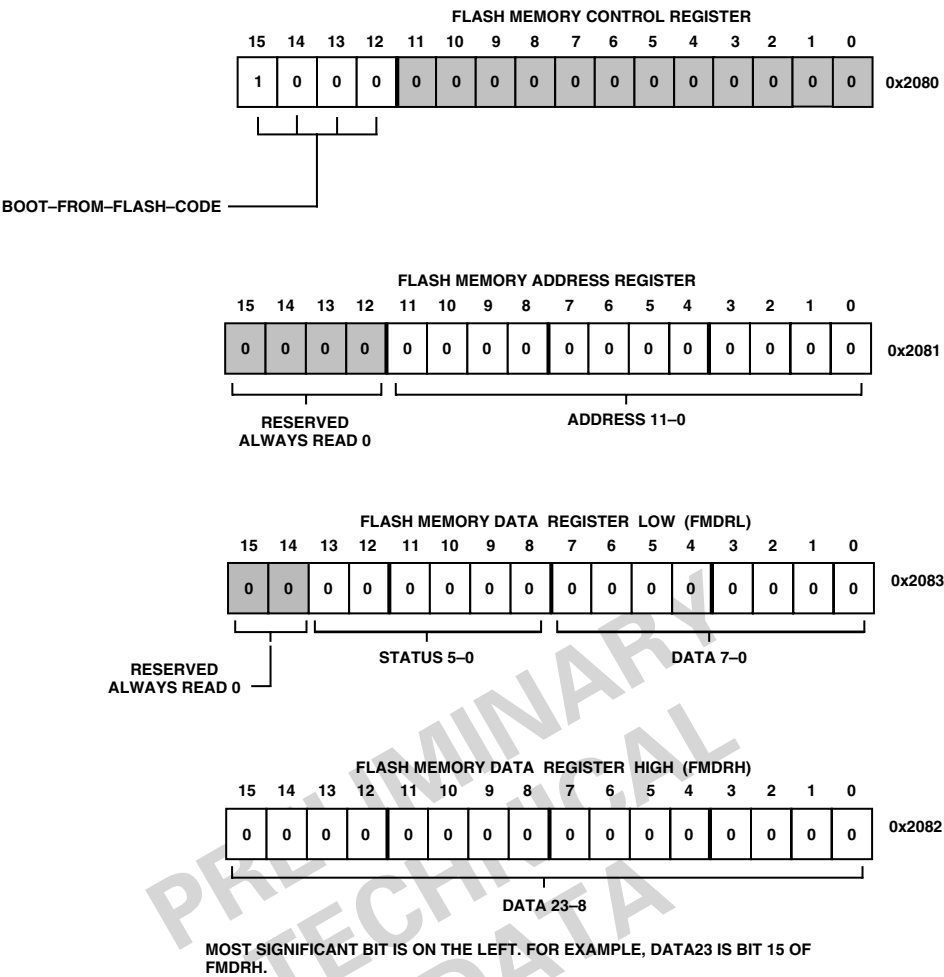 FLASH MEMORY CONTROL REGISTER
15 14 13 12 11 10 9 8 7 6 5 4 3 2 1 0
1 0 0 0 0 0 0 0 0 0 0 0 0 0 0 0 0x2080
BOOT–FROM–FLASH–CODE
FLASH MEMORY ADDRESS REGISTER
15 14 13 12 11 10 9 8 7 6 5 4 3 2 1 0
0 0 0 0 0 0 0 0 0 0 0 0 0 0 0 0 0x2081
RESERVED
ALWAYS READ 0
ADDRESS 11–0
FLASH MEMORY DATA REGISTER LOW (FMDRL)
15 14 13 12 11 10 9 8 7 6 5 4 3 2 1 0
0 0 0 0 0 0 0 0 0 0 0 0 0 0 0 0 0x2083
STATUS 5–0
DATA 7–0
RESERVED
ALWAYS READ 0
FLASH MEMORY DATA REGISTER HIGH (FMDRH)
15 14 13 12 11 10 9 8 7 6 5 4 3 2 1 0
0 0 0 0 0 0 0 0 0 0 0 0 0 0 0 0 0x2082
DATA 23–8
MOST SIGNIFICANT BIT IS ON THE LEFT. FOR EXAMPLE, DATA23 IS BIT 15 OF
FMDRH.
PRELIMINARY
TECHNICAL
DATA